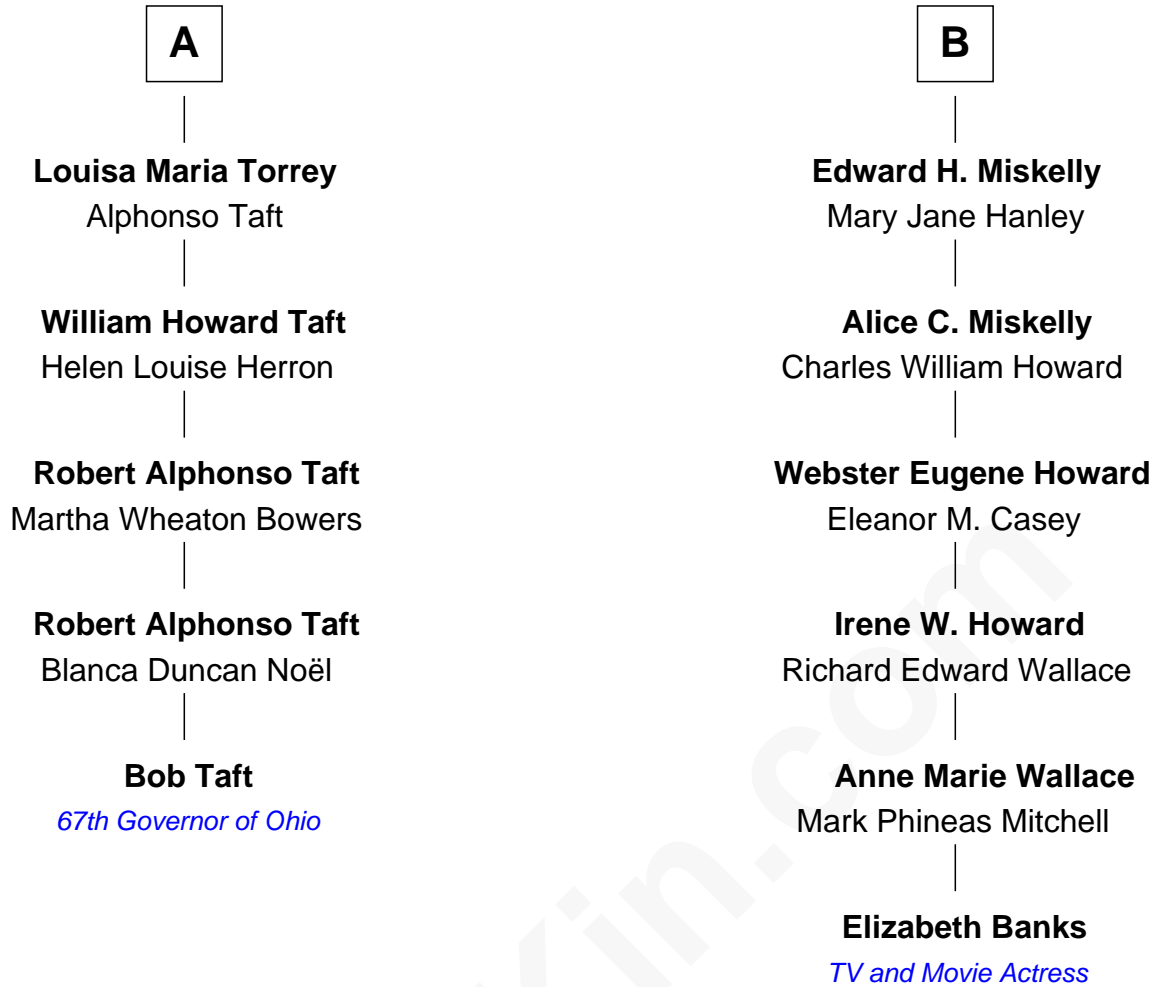 A
Louisa Maria Torrey
Alphonso Taft
William Howard Taft
Helen Louise Herron
Robert Alphonso Taft
Martha Wheaton Bowers
Robert Alphonso Taft
Blanca Duncan Noël
Bob Taft
67th Governor of Ohio
B
Edward H. Miskelly
Mary Jane Hanley
Alice C. Miskelly
Charles William Howard
Webster Eugene Howard
Eleanor M. Casey
Irene W. Howard
Richard Edward Wallace
Anne Marie Wallace
Mark Phineas Mitchell
Elizabeth Banks
TV and Movie Actress
Kin.com